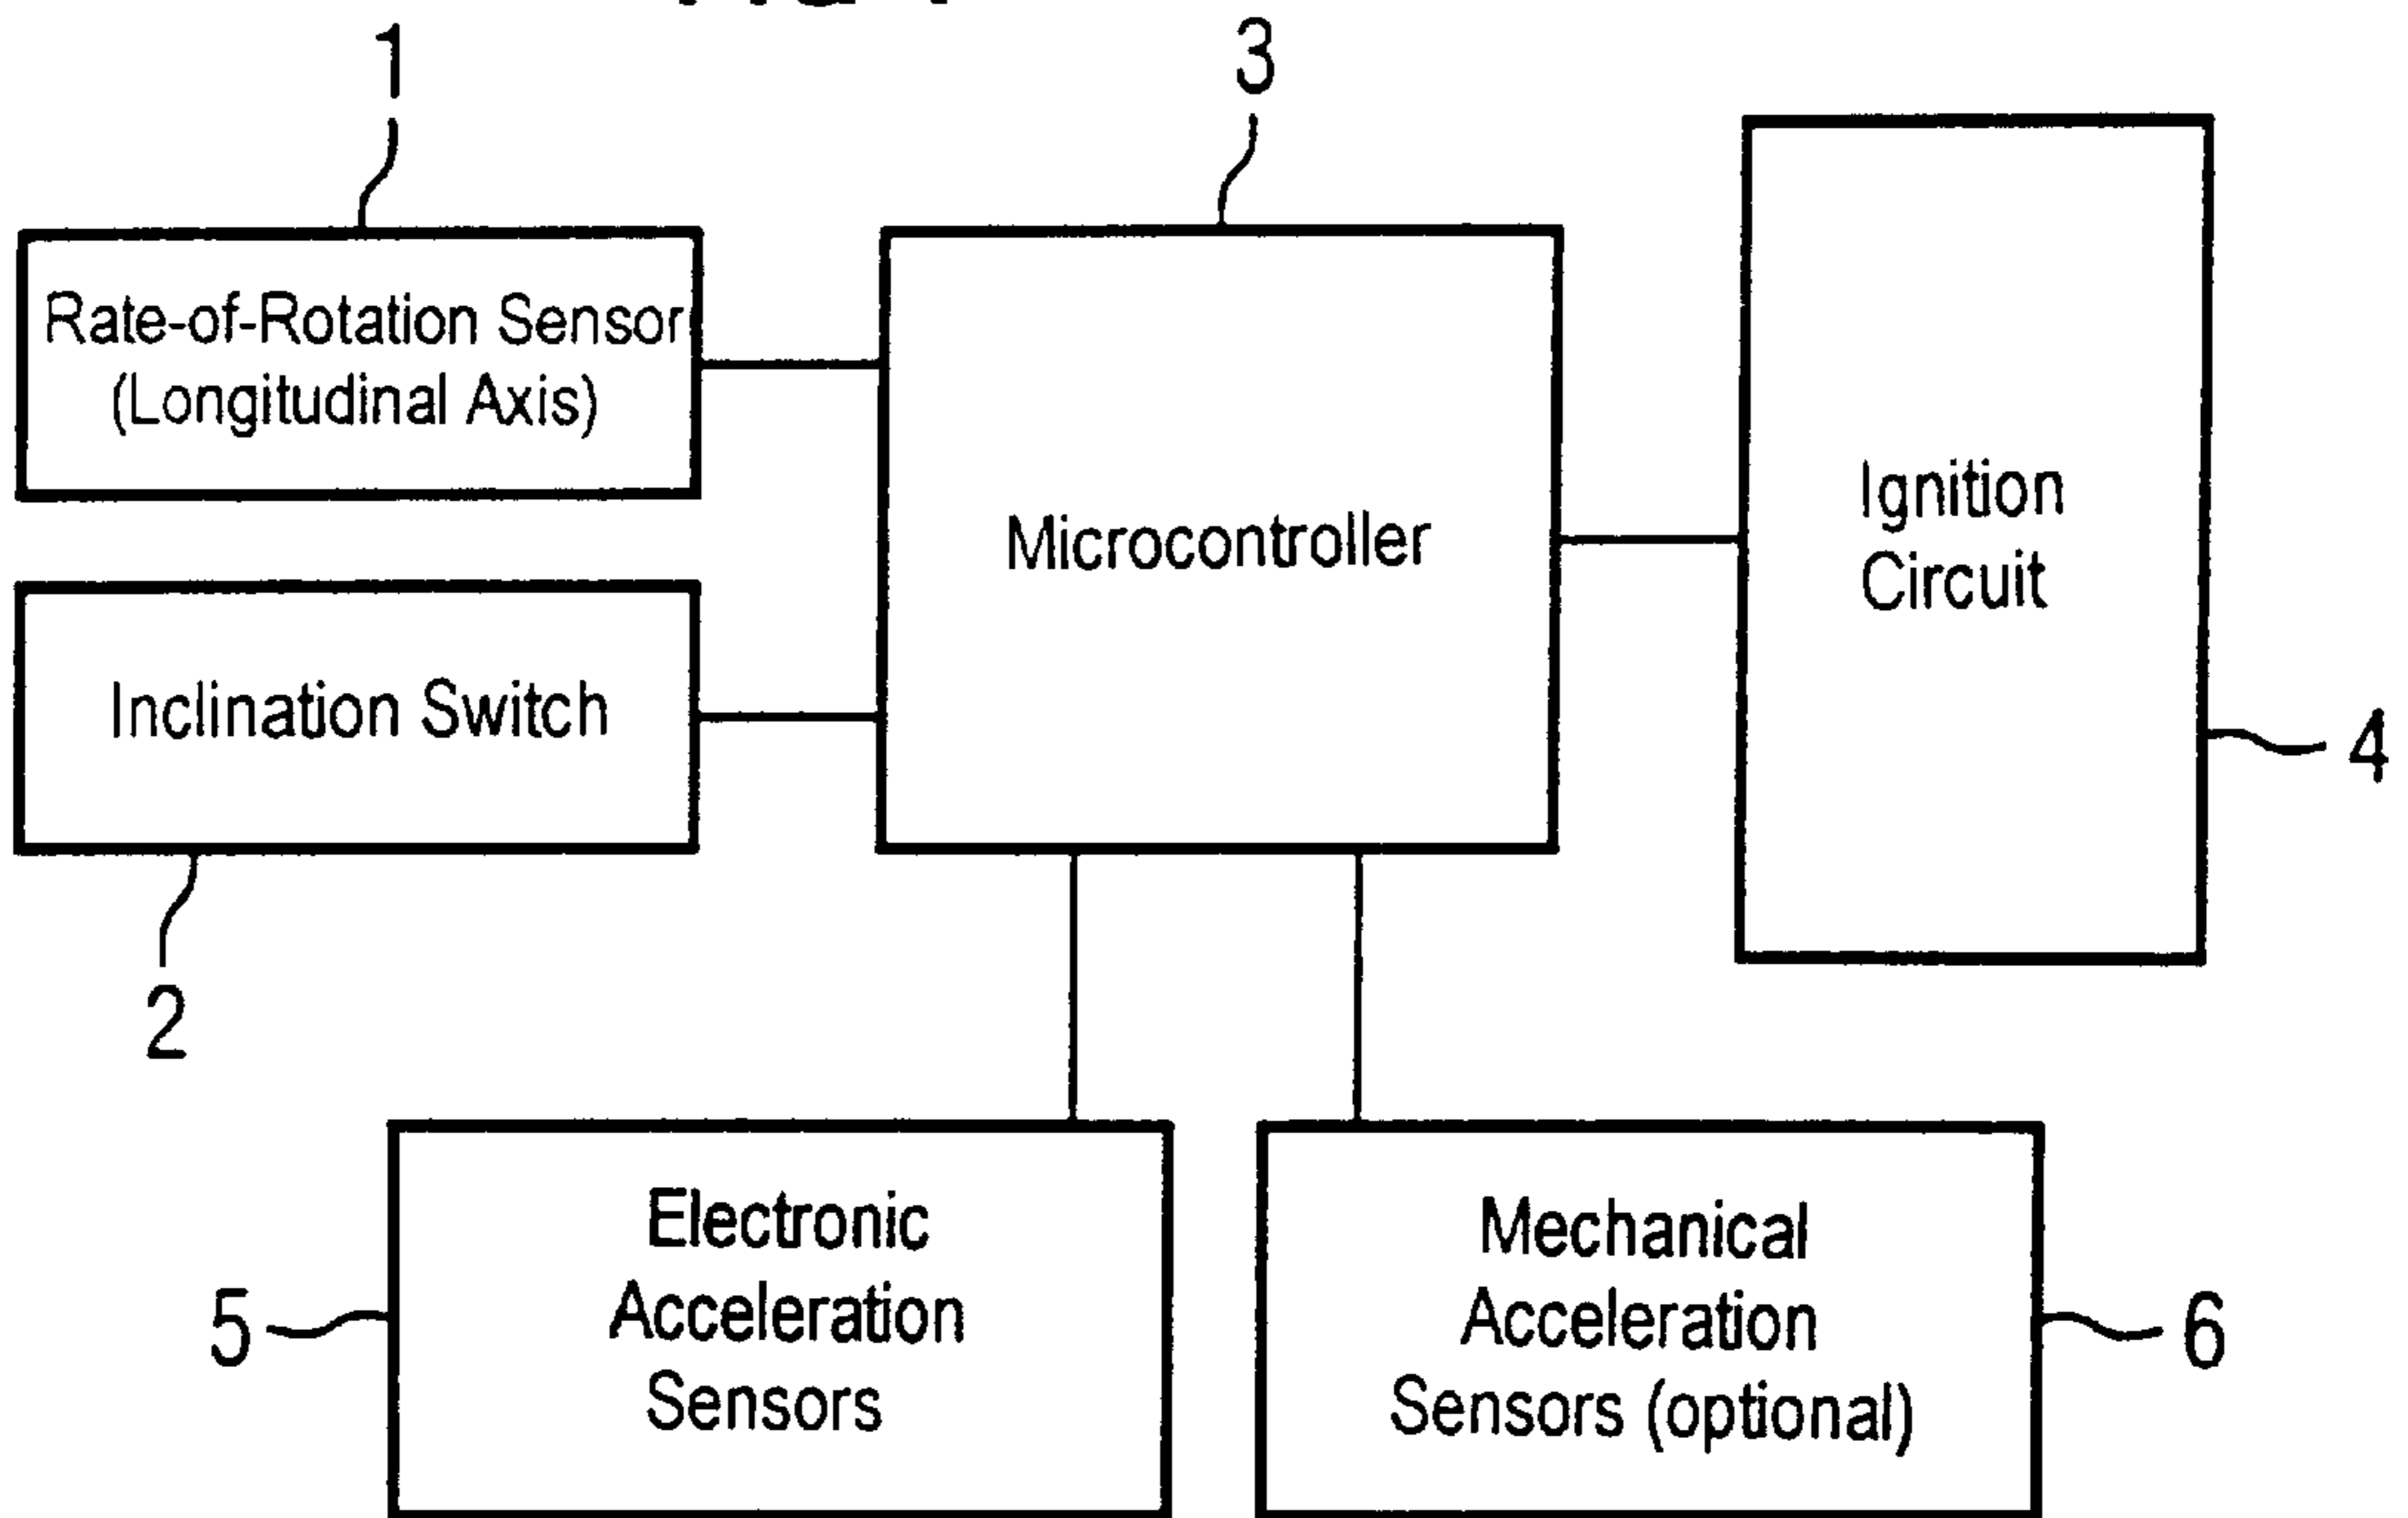 1
3
Rate-of-Rotation Sensor
(Longitudinal Axis)
Microcontroller
Ignition
Circuit
Inclination Switch
4
2
Electronic
Acceleration
Sensors
5
Mechanical
Acceleration
Sensors (optional)
6